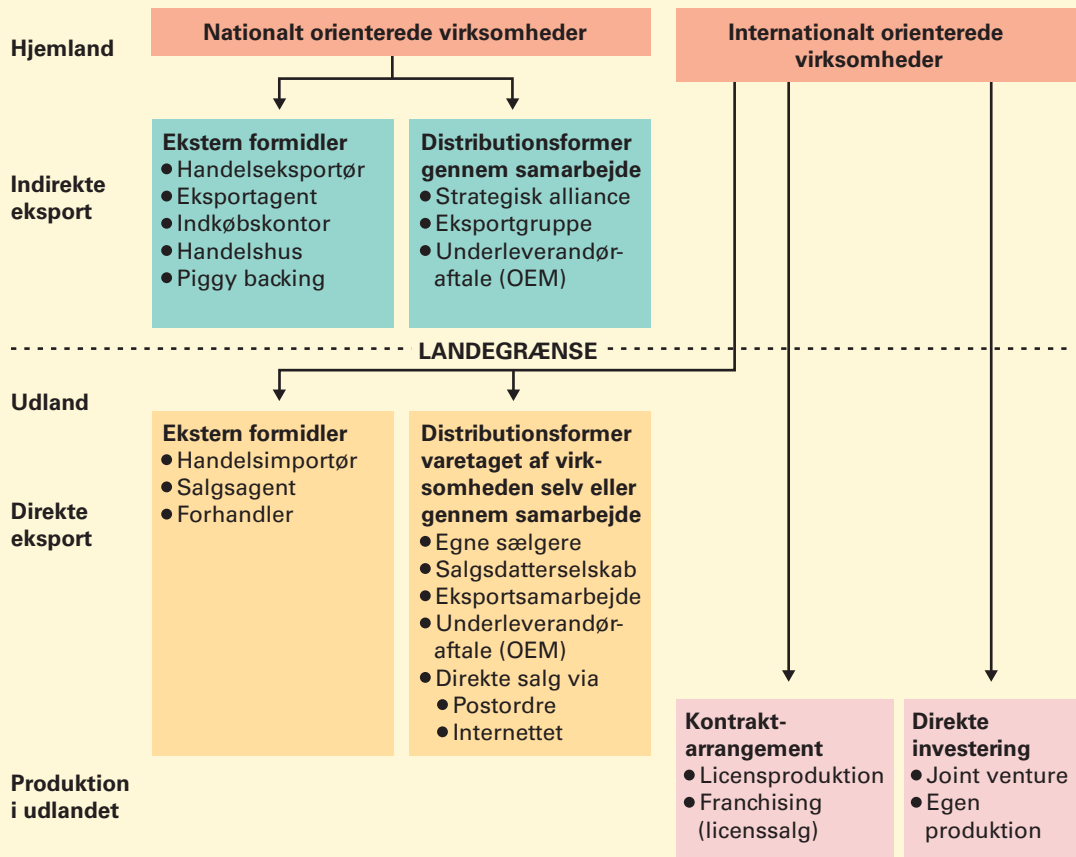 Hjemland
Nationalt orienterede virksomheder
Internationalt orienterede
virksomheder
Indirekte
eksport
Ekstern formidler
• Handelseksportør
• Eksportagent
• Indkøbskontor
• Handelshus
• Piggy backing
Distributionsformer
gennem samarbejde
• Strategisk alliance
• Eksportgruppe
• Underleverandør-
aftale (OEM)
LANDEGRÆNSE
Udland
Direkte
eksport
Ekstern formidler
• Handelsimportør
• Salgsagent
• Forhandler
Distributionsformer
varetaget af virk-
somheden selv eller
gennem samarbejde
• Egne sælgere
• Salgsdatterselskab
• Eksportsamarbejde
• Underleverandør-
aftale (OEM)
• Direkte salg via
• Postordre
• Internettet
Produktion
i udlandet
Kontrakt-
arrangement
• Licensproduktion
• Franchising
(licenssalg)
Direkte
investering
• Joint venture
• Egen
produktion